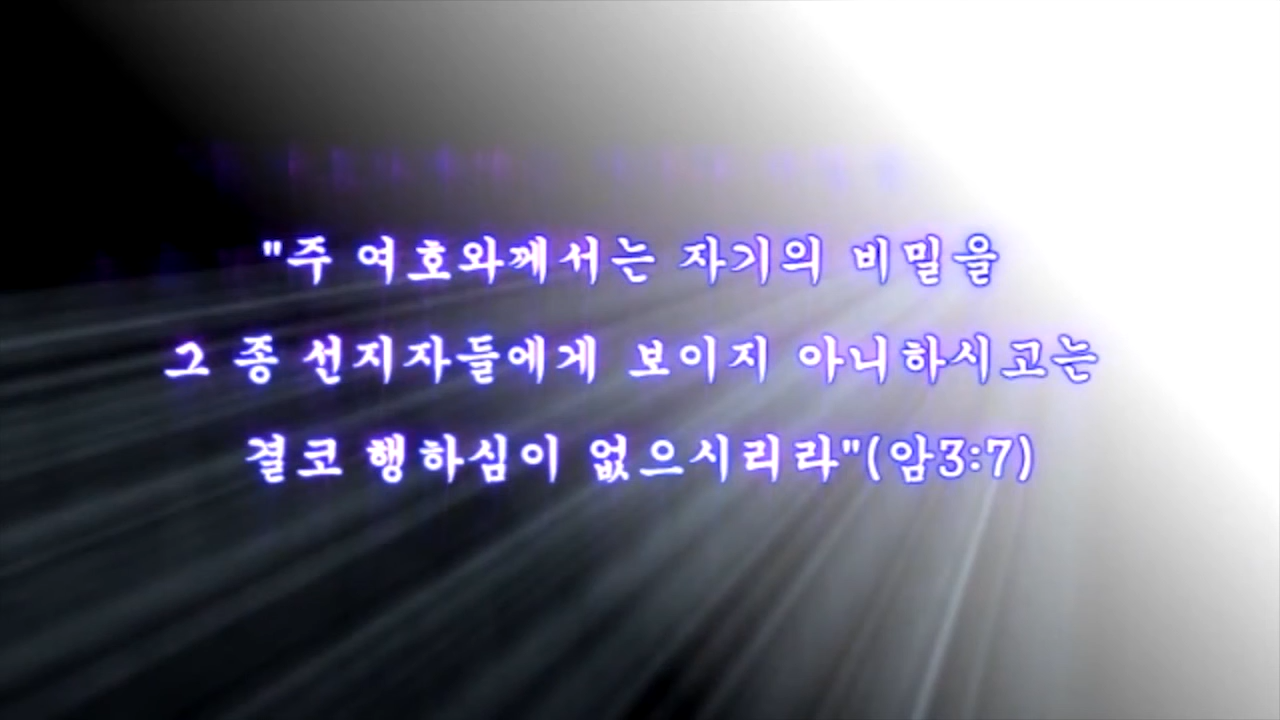 "주 여호와께서는 자기의 비밀을
그 종 선지자들에게 보이지 아니하시고는
결코 행하심이 없으시리라"(암3:7)